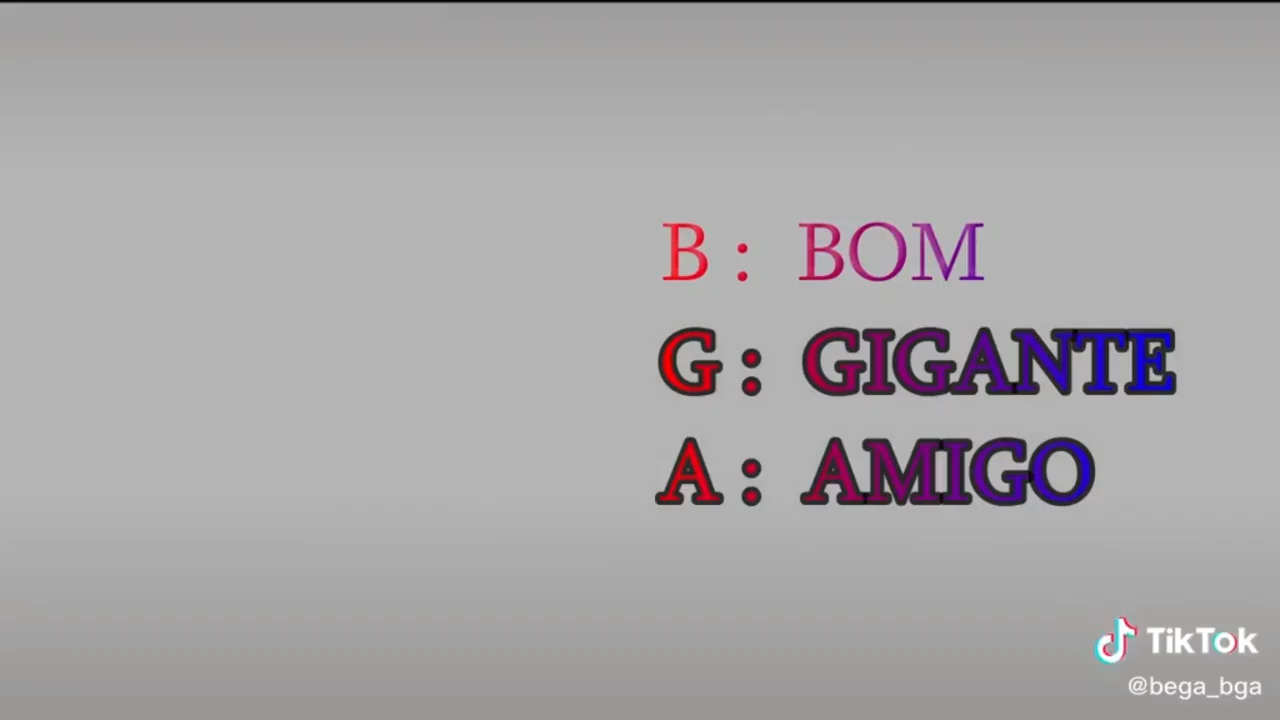 B : BOM
G : GIGANTE
A : AMIGO
TikTok
@bega_bga